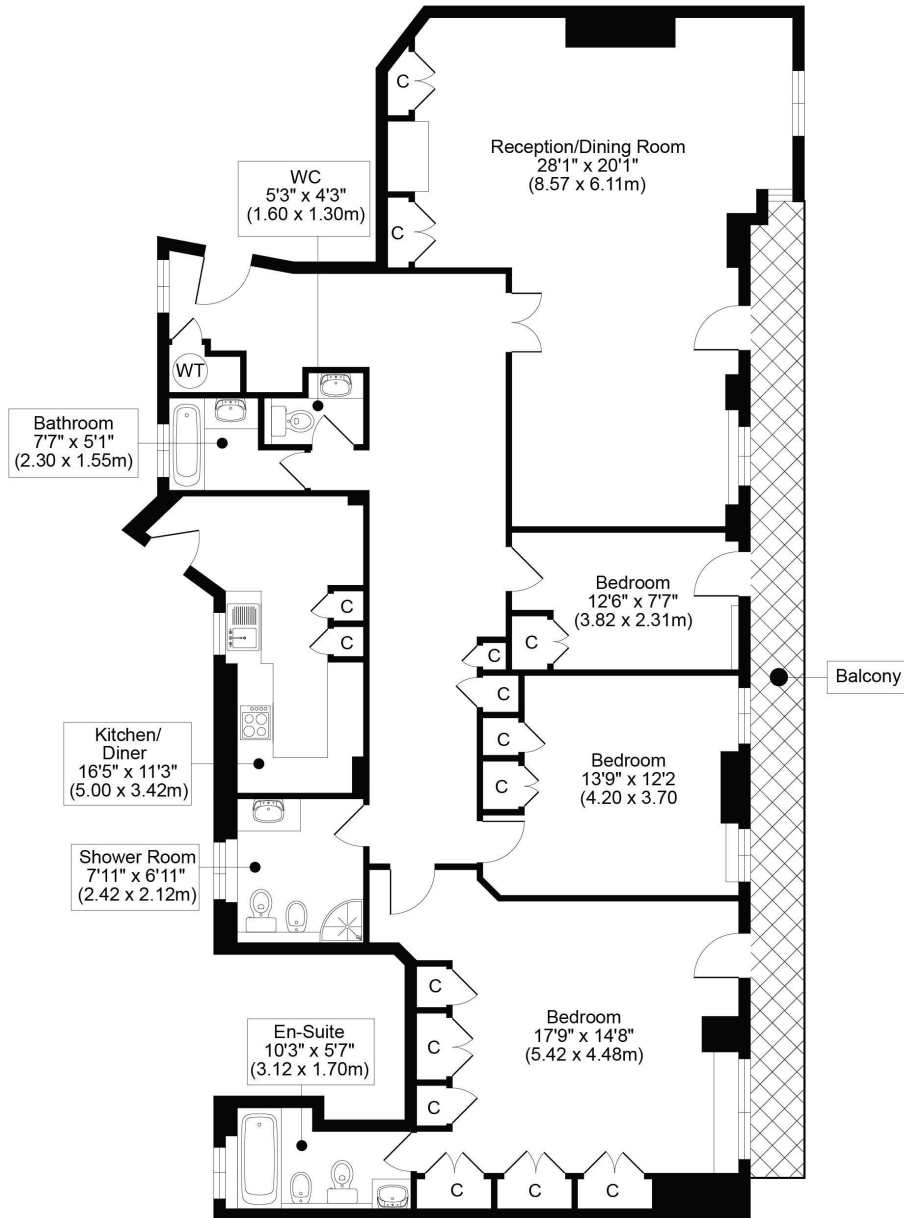 C
Reception/Dining Room
28'1" x 20'1"
(8.57 x 6.11m)
WC
5'3" x 4'3"
(1.60 x 1.30m)
C
WT
Bathroom
7'7" x 5'1"
(2.30 x 1.55m)
Bedroom
12'6" x 7'7"
(3.82 x 2.31m)
C
C
C
C
Balcony
C
C
C
Kitchen/
Diner
16'5" x 11'3"
(5.00 x 3.42m)
Bedroom
13'9" x 12'2
(4.20 x 3.70
Shower Room
7'11" x 6'11"
(2.42 x 2.12m)
C
Bedroom
17'9" x 14'8"
(5.42 x 4.48m)
En-Suite
10'3" x 5'7"
(3.12 x 1.70m)
C
C
C
C
C